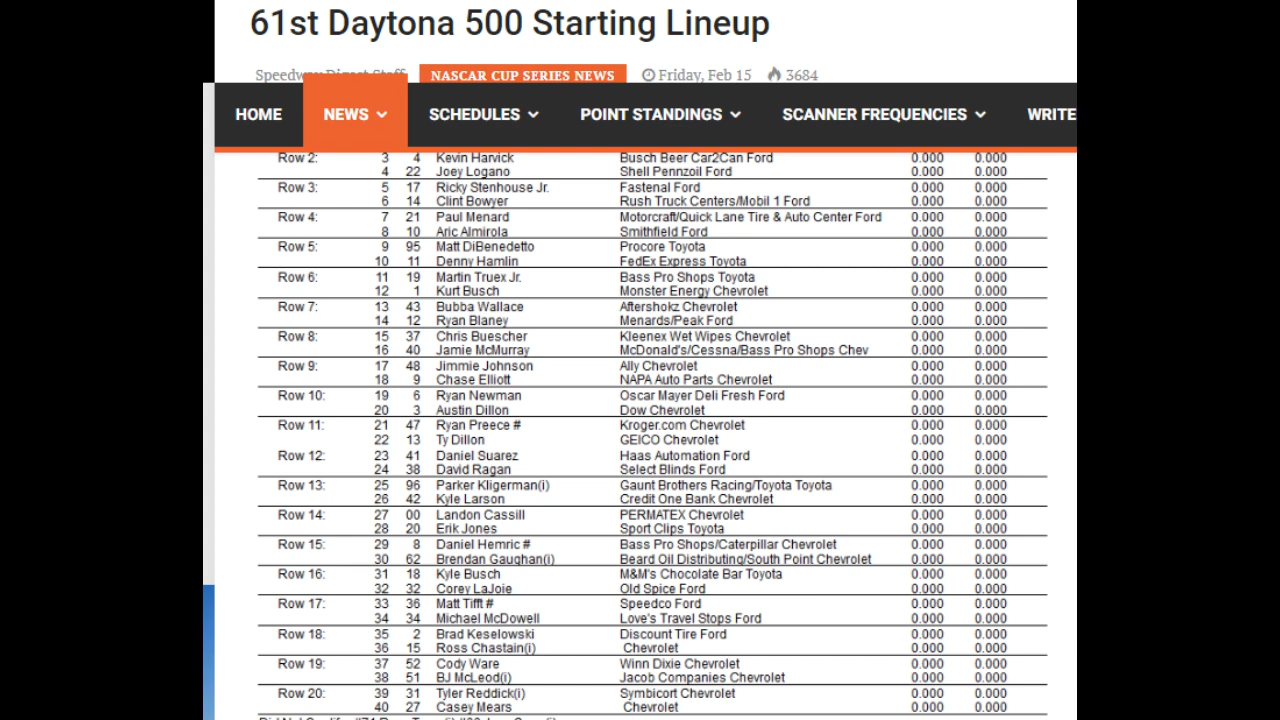 61st Daytona 500 Starting Lineup
Speedway Digest Staff NASCAR CUP SERIES NEWS Friday, Feb 15 3684
HOME NEWS SCHEDULES POINT STANDINGS SCANNER FREQUENCIES WRITE
Row 2: 3 4 Kevin Harvick Busch Beer Car2Can Ford 0.000 0.000
4 22 Joey Logano Shell Pennzoil Ford 0.000 0.000
Row 3: 5 17 Ricky Stenhouse Jr. Fastenal Ford 0.000 0.000
6 14 Clint Bowyer Rush Truck Centers/Mobil 1 Ford 0.000 0.000
Row 4: 7 21 Paul Menard Motorcraft/Quick Lane Tire & Auto Center Ford 0.000 0.000
8 10 Aric Almirola Smithfield Ford 0.000 0.000
Row 5: 9 95 Matt DiBenedetto Procore Toyota 0.000 0.000
10 11 Denny Hamlin FedEx Express Toyota 0.000 0.000
Row 6: 11 19 Martin Truex Jr. Bass Pro Shops Toyota 0.000 0.000
12 1 Kurt Busch Monster Energy Chevrolet 0.000 0.000
Row 7: 13 43 Bubba Wallace Aftershokz Chevrolet 0.000 0.000
14 12 Ryan Blaney Menards/Peak Ford 0.000 0.000
Row 8: 15 37 Chris Buescher Kleenex Wet Wipes Chevrolet 0.000 0.000
16 40 Jamie McMurray McDonald's/Cessna/Bass Pro Shops Chev 0.000 0.000
Row 9: 17 48 Jimmie Johnson Ally Chevrolet 0.000 0.000
18 9 Chase Elliott NAPA Auto Parts Chevrolet 0.000 0.000
Row 10: 19 6 Ryan Newman Oscar Mayer Deli Fresh Ford 0.000 0.000
20 3 Austin Dillon Dow Chevrolet 0.000 0.000
Row 11: 21 47 Ryan Preece # Kroger.com Chevrolet 0.000 0.000
22 13 Ty Dillon GEICO Chevrolet 0.000 0.000
Row 12: 23 41 Daniel Suarez Haas Automation Ford 0.000 0.000
24 38 David Ragan Select Blinds Ford 0.000 0.000
Row 13: 25 96 Parker Kligerman(i) Gaunt Brothers Racing/Toyota Toyota 0.000 0.000
26 42 Kyle Larson Credit One Bank Chevrolet 0.000 0.000
Row 14: 27 00 Landon Cassill PERMATEX Chevrolet 0.000 0.000
28 20 Erik Jones Sport Clips Toyota 0.000 0.000
Row 15: 29 8 Daniel Hemric # Bass Pro Shops/Caterpillar Chevrolet 0.000 0.000
30 62 Brendan Gaughan(i) Beard Oil Distributing/South Point Chevrolet 0.000 0.000
Row 16: 31 18 Kyle Busch M&M's Chocolate Bar Toyota 0.000 0.000
32 32 Corey LaJoie Old Spice Ford 0.000 0.000
Row 17: 33 36 Matt Tifft # Speedco Ford 0.000 0.000
34 34 Michael McDowell Love's Travel Stops Ford 0.000 0.000
Row 18: 35 2 Brad Keselowski Discount Tire Ford 0.000 0.000
36 15 Ross Chastain(i) Chevrolet 0.000 0.000
Row 19: 37 52 Cody Ware Winn Dixie Chevrolet 0.000 0.000
38 51 BJ McLeod(i) Jacob Companies Chevrolet 0.000 0.000
Row 20: 39 31 Tyler Reddick(i) Symbicort Chevrolet 0.000 0.000
40 27 Casey Mears Chevrolet 0.000 0.000